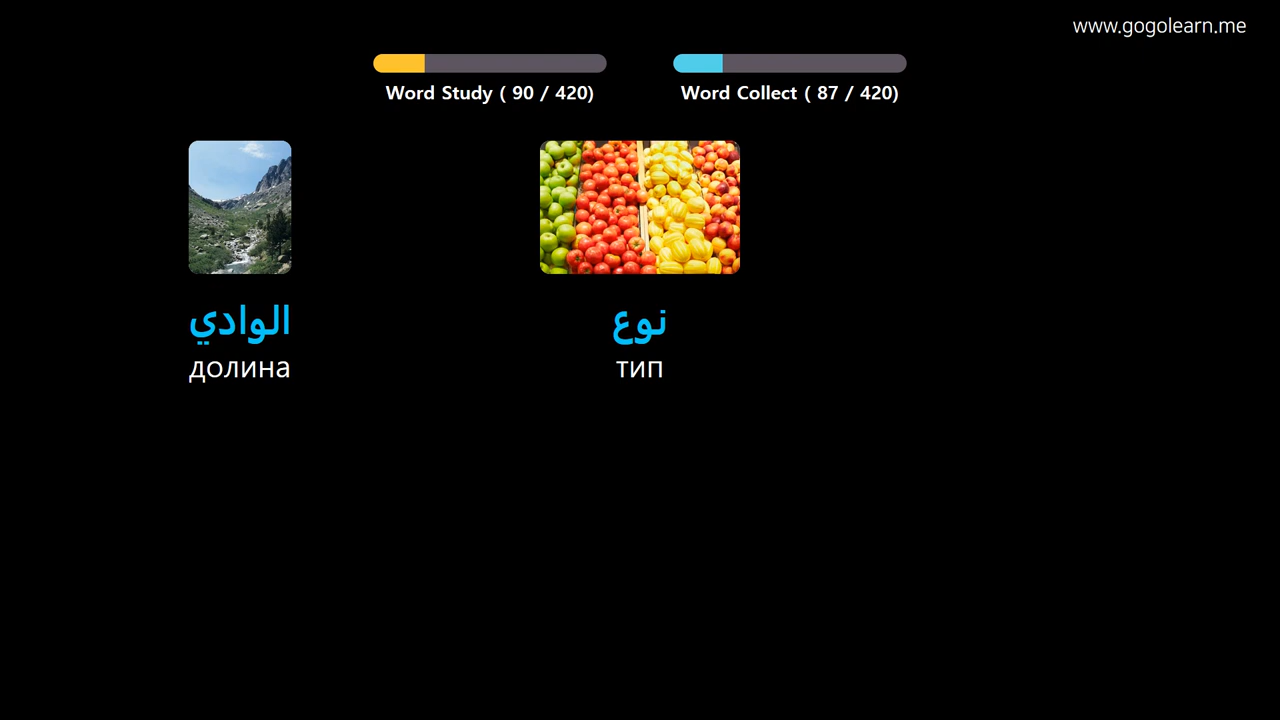 www.gogolearn.me
Word Study ( 90 / 420)
Word Collect ( 87 / 420)
الوادي
долина
نوع
тип